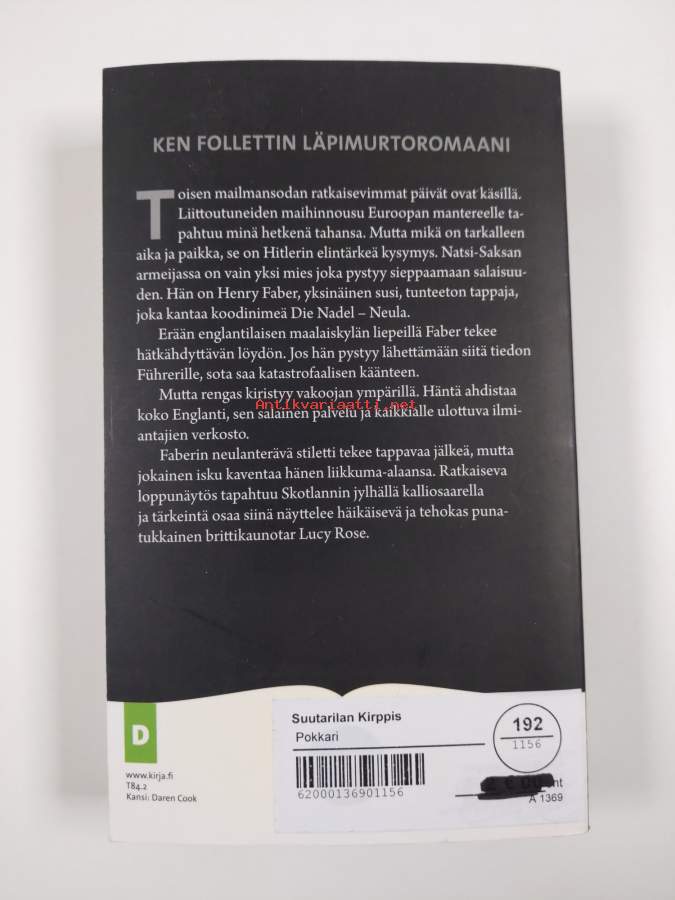 KEN FOLLETTIN LÄPIMURTOROMAANI
Toisen mailmansodan ratkaisevimmat päivät ovat käsillä.
Liittoutuneiden maihinnousu Euroopan mantereelle ta-
pahtuu minä hetkenä tahansa. Mutta mikä on tarkalleen
aika ja paikka, se on Hitlerin elintärkeä kysymys. Natsi-Saksan
armeijassa on vain yksi mies joka pystyy sieppaamaan salaisuu-
den. Hän on Henry Faber, yksinäinen susi, tunteeton tappaja,
joka kantaa koodinimeä Die Nadel – Neula.
Erään englantilaisen maalaiskylän liepeillä Faber tekee
hätkähdyttävän löydön. Jos hän pystyy lähettämään siitä tiedon
Führerille, sota saa katastrofaalisen käänteen.
Mutta rengas kiristyy vakoojan ympärillä. Häntä ahdistaa
Antikvariaatti.net
koko Englanti, sen salainen palvelu ja kaikkialle ulottuva ilmi-
antajien verkosto.
Faberin neulanterävä stiletti tekee tappavaa jälkeä, mutta
jokainen isku kaventaa hänen liikkuma-alaansa. Ratkaiseva
loppunäytös tapahtuu Skotlannin jylhällä kalliosaarella
ja tärkeintä osaa siinä näyttelee häikäisevä ja tehokas puna-
tukkainen brittikaunotar Lucy Rose.
D
www.kirja.fi
T84.2
Kansi: Daren Cook
Suutarilan Kirppis
Pokkari
62000136901156
192
1156
A 1369